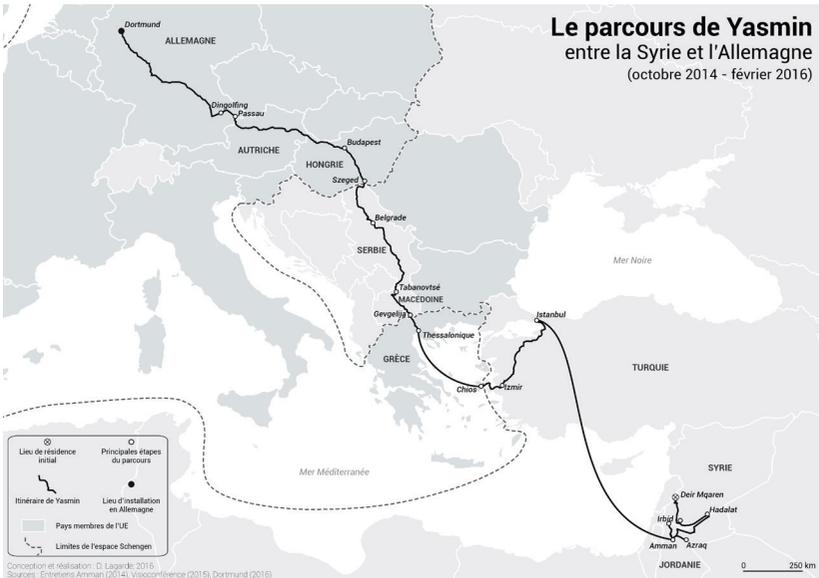 Le parcours de Yasmin
entre la Syrie et l'Allemagne
(octobre 2014 - février 2016)
Dortmund
ALLEMAGNE
Dingolfing
Passau
AUTRICHE
Budapest
HONGRIE
Szeged
Belgrade
SERBIE
Mer Noire
Tabanovtsé
MACÉDOINE
Gevgelija
Istanbul
Thessalonique
GRÈCE
TURQUIE
Chios
Izmir
Mer Méditerranée
SYRIE
Deir Mqaren
Hadalat
Irbid
Amman
Azraq
JORDANIE
0 250 km
Lieu de résidence
initial
Principales étapes
du parcours
Itinéraire de Yasmin
Lieu d'installation
en Allemagne
Pays membres de l'UE
Limites de l'espace Schengen
Conception et réalisation : D. Lagarde, 2016
Sources : Entretiens Amman (2014), Visioconférence (2015), Dortmund (2016)